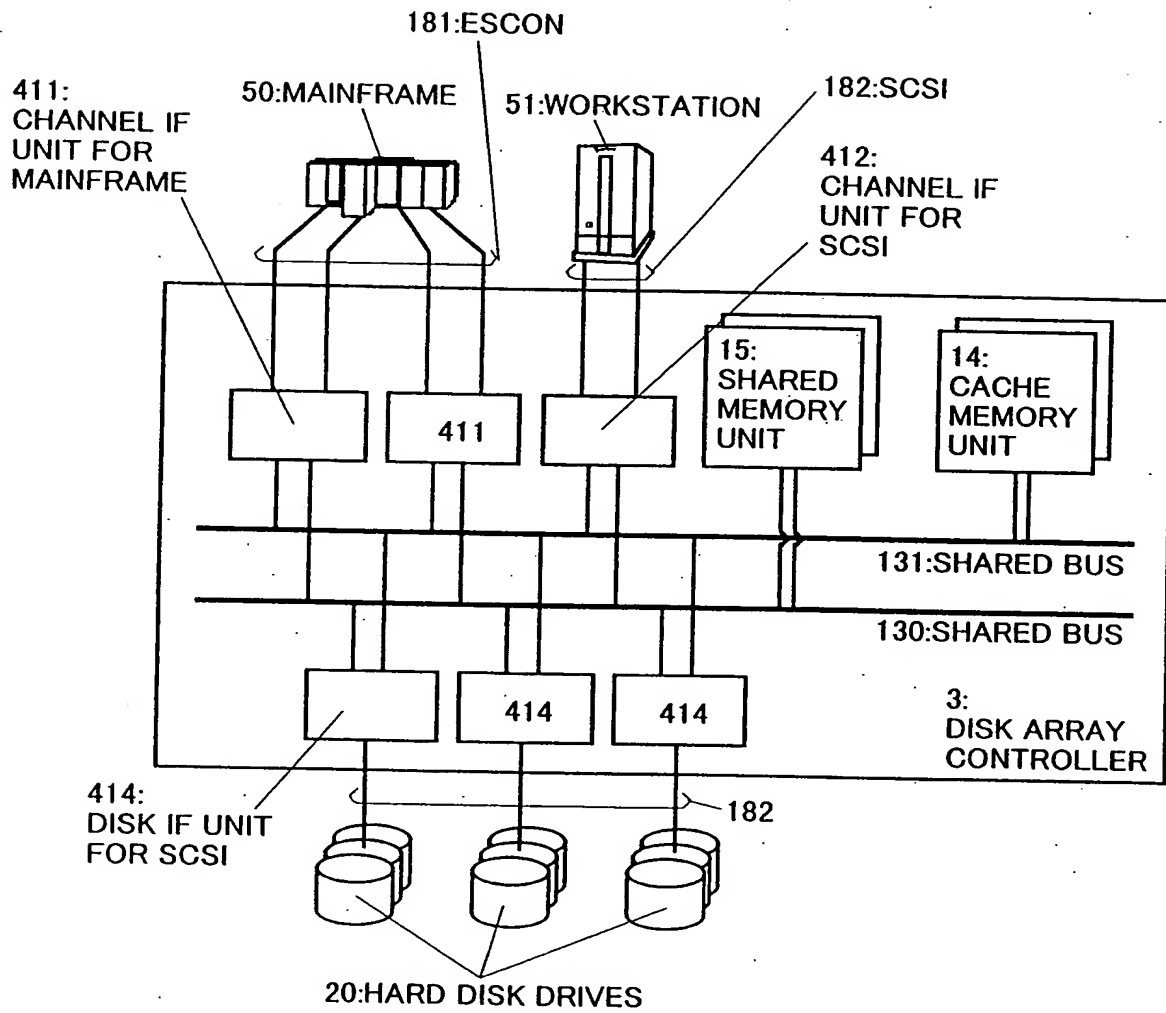 181:ESCON
411:
CHANNEL IF
UNIT FOR
MAINFRAME
50:MAINFRAME
51:WORKSTATION
182:SCSI
412:
CHANNEL IF
UNIT FOR
SCSI
411
15:
SHARED
MEMORY
UNIT
14:
CACHE
MEMORY
UNIT
131:SHARED BUS
130:SHARED BUS
414
414
3:
DISK ARRAY
CONTROLLER
414:
DISK IF UNIT
FOR SCSI
182
20:HARD DISK DRIVES